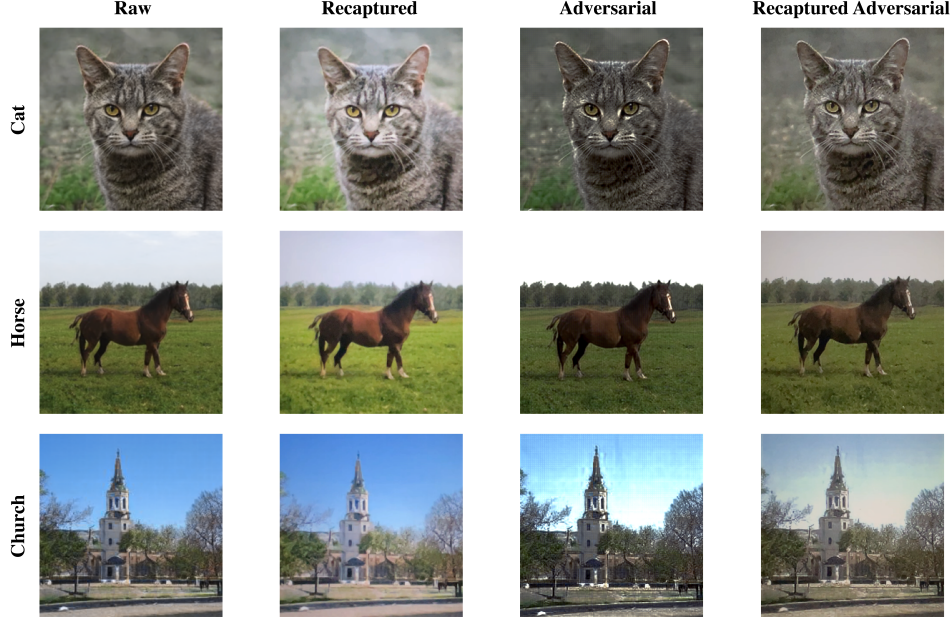 Raw
Recaptured
Adversarial
Recaptured Adversarial
Cat
Horse
Church